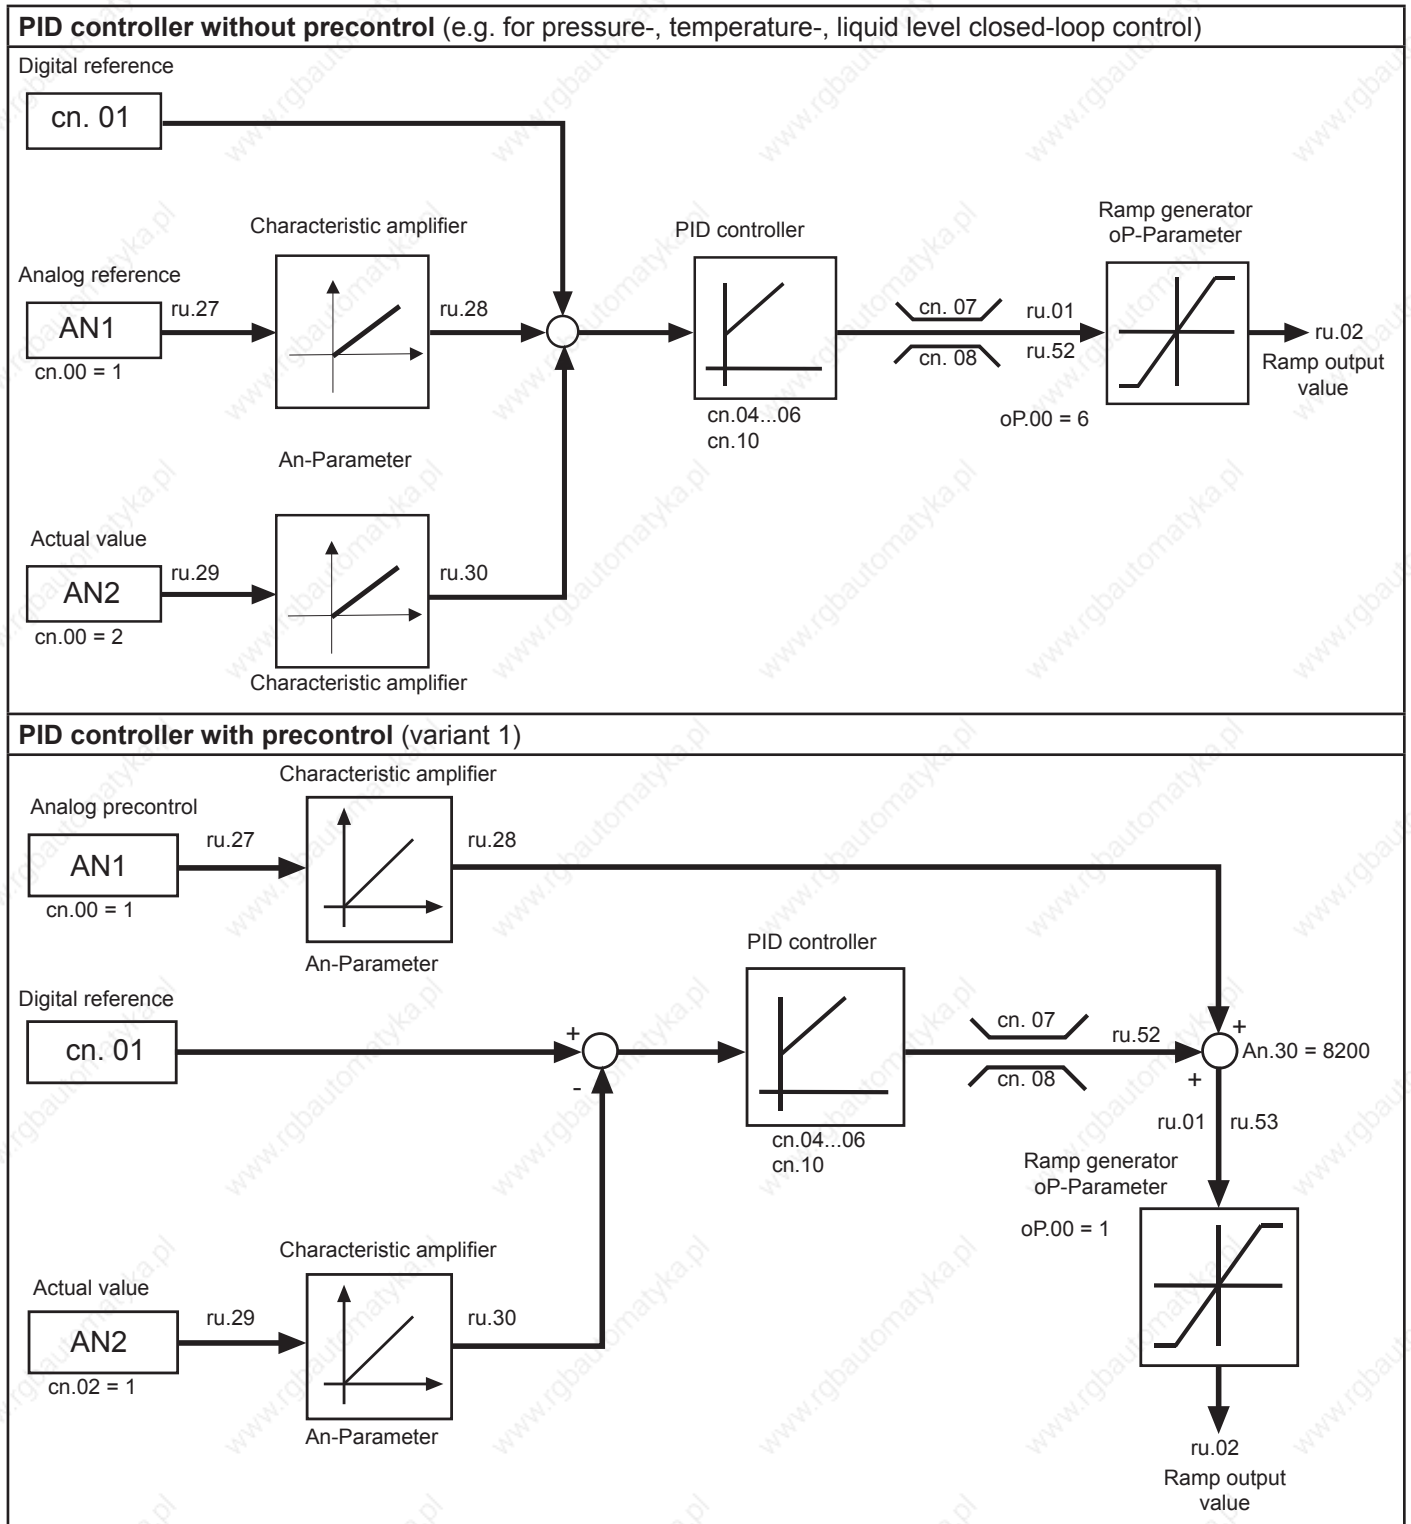 PID controller without precontrol (e.g. for pressure-, temperature-, liquid level closed-loop control)
Digital reference
cn. 01
Characteristic amplifier
PID controller
Ramp generator
oP-Parameter
Analog reference
AN1
cn.00 = 1
ru.27
ru.28
cn. 07
cn. 08
ru.01
ru.52
ru.02
Ramp output
value
cn.04...06
cn.10
oP.00 = 6
An-Parameter
Actual value
AN2
cn.00 = 2
ru.29
ru.30
Characteristic amplifier
PID controller with precontrol (variant 1)
Characteristic amplifier
Analog precontrol
AN1
cn.00 = 1
ru.27
ru.28
An-Parameter
PID controller
Digital reference
cn. 01
+
-
cn. 07
cn. 08
ru.52
+
+
An.30 = 8200
cn.04...06
cn.10
ru.01
ru.53
Ramp generator
oP-Parameter
oP.00 = 1
Characteristic amplifier
Actual value
AN2
cn.02 = 1
ru.29
ru.30
An-Parameter
ru.02
Ramp output
value
www.rgbautomatyka.pl